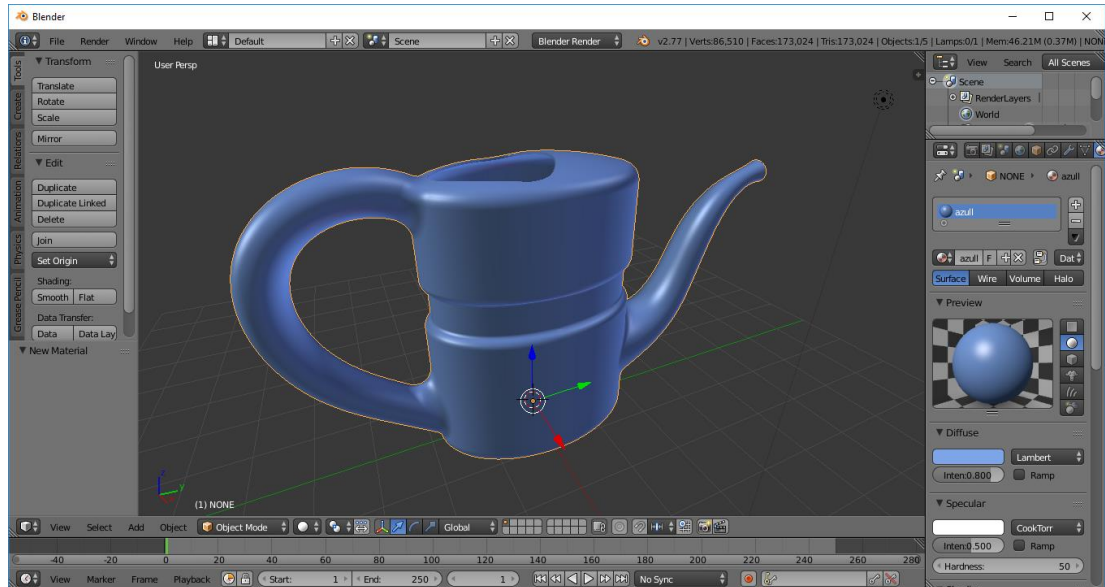 Blender
File Render Window Help Default Scene Blender Render v2.77 | Verts:86,510 | Faces:173,024 | Tris:173,024 | Objects:1/5 | Lamps:0/1 | Mem:46.21M (0.37M) | NON
Tools
Create
Relations
Animation
Physics
Grease Pencil
Transform
Translate
Rotate
Scale
Mirror
Edit
Duplicate
Duplicate Linked
Delete
Join
Set Origin
Shading:
Smooth Flat
Data Transfer:
Data Data Lay
New Material
User Persp
z
y
(1) NONE
View Search All Scenes
Scene
RenderLayers |
World
NONE azull
azull
azull F Dat
Surface Wire Volume Halo
Preview
Diffuse
Lambert
Inten:0.800 Ramp
Specular
CookTorr
Inten:0.500 Ramp
Hardness: 50
View Select Add Object Object Mode Global
-40 -20 0 20 40 60 80 100 120 140 160 180 200 220 240 260 280
View Marker Frame Playback Start: 1 End: 250 1 No Sync